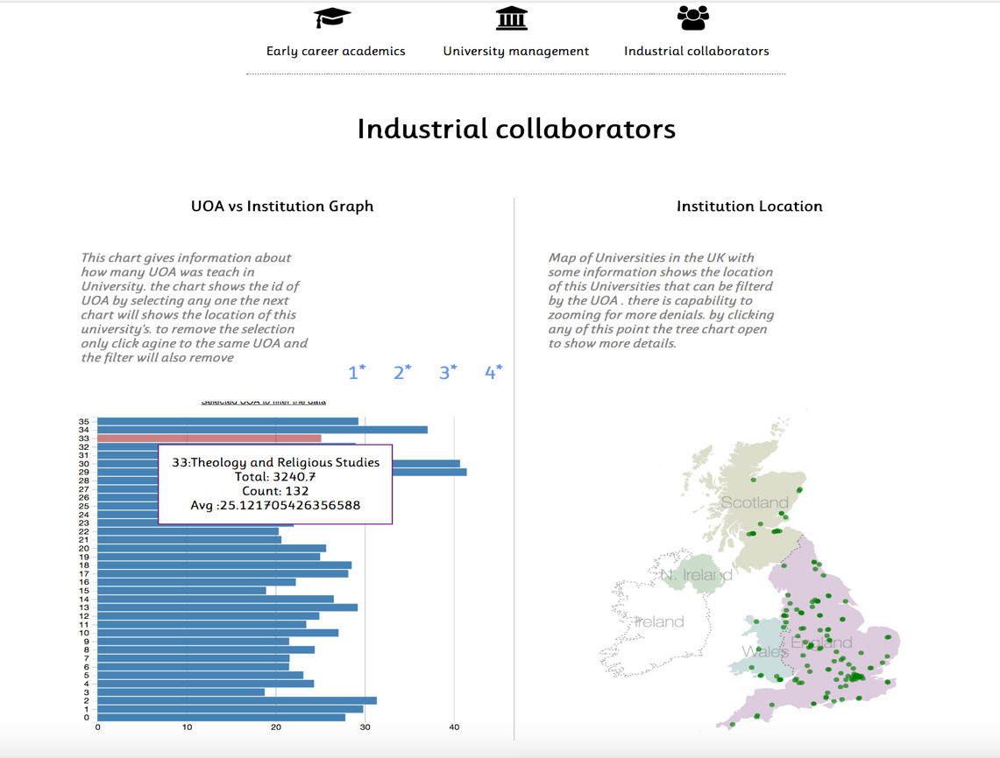 Early career academics
University management
Industrial collaborators
Industrial collaborators
UOA vs Institution Graph
This chart gives information about
how many UOA was teach in
University. the chart shows the id of
UOA by selecting any one the next
chart will shows the location of this
university's. to remove the selection
only click agine to the same UOA and
the filter will also remove
1* 2* 3* 4*
Selected UOA to filter the data
35
34
33
32
31
30
29
28
27
26
25
24
23
22
21
20
19
18
17
16
15
14
13
12
11
10
9
8
7
6
5
4
3
2
1
0
0 10 20 30 40
33:Theology and Religious Studies
Total: 3240.7
Count: 132
Avg :25.121705426356588
Institution Location
Map of Universities in the UK with
some information shows the location
of this Universities that can be filterd
by the UOA . there is capability to
zooming for more denials. by clicking
any of this point the tree chart open
to show more details.
Scotland
N. Ireland
Ireland
England
Wales